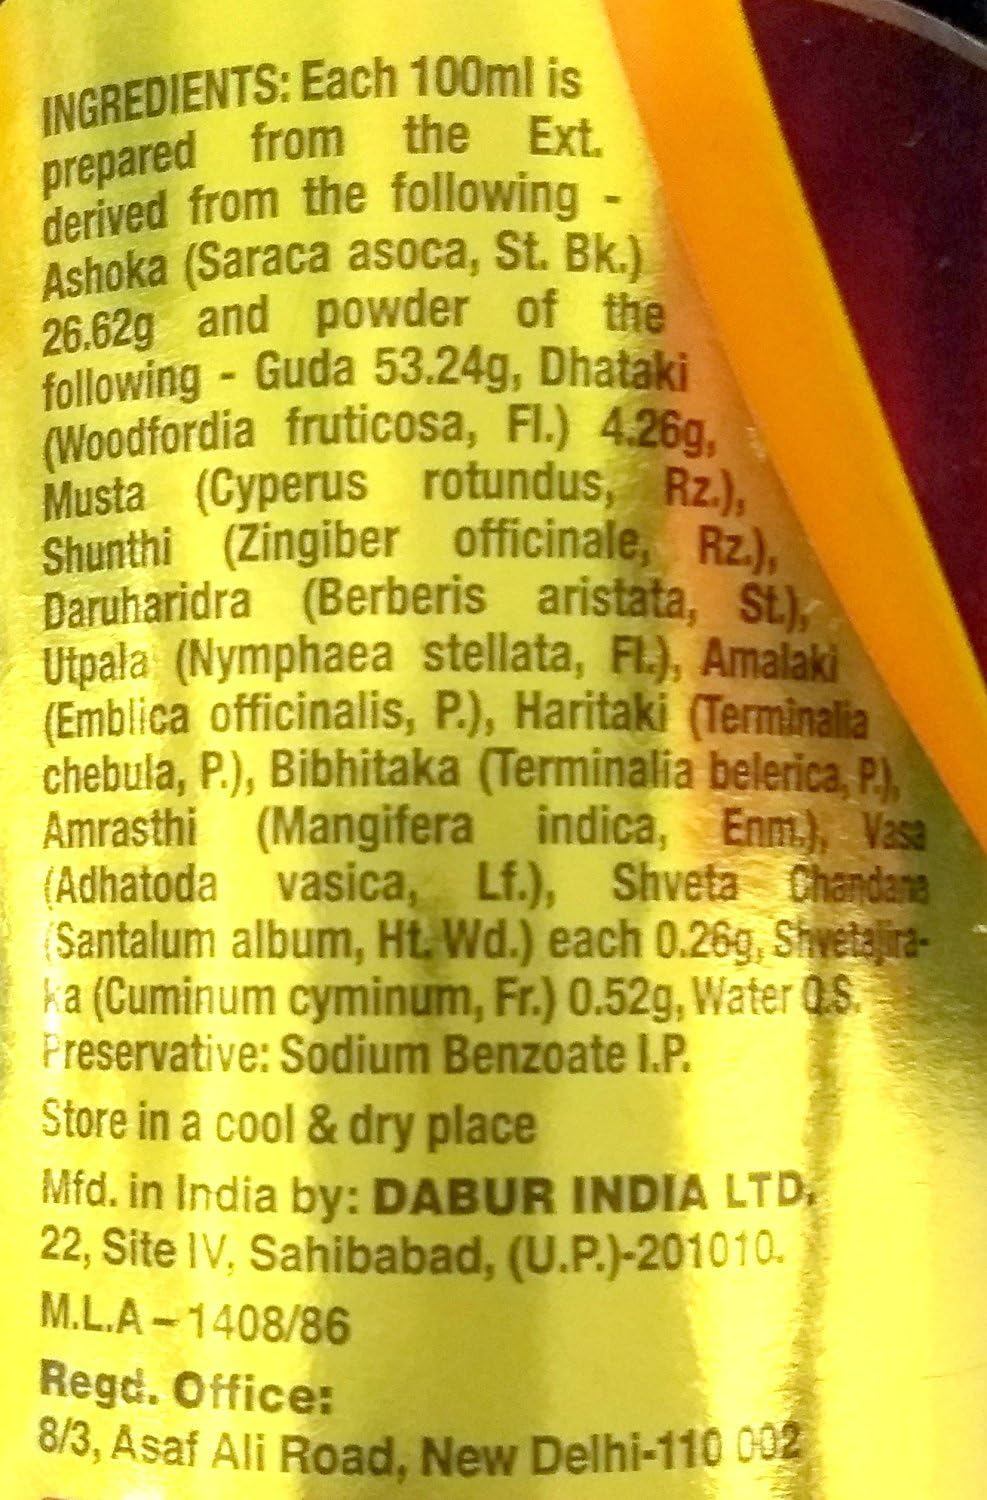 INGREDIENTS: Each 100ml is
prepared from the Ext.
derived from the following -
Ashoka (Saraca asoca, St. Bk.)
26.62g and powder of the
following - Guda 53.24g, Dhataki
(Woodfordia fruticosa, Fl.) 4.26g,
Musta (Cyperus rotundus, Rz.),
Shunthi (Zingiber officinale, Rz.),
Daruharidra (Berberis aristata, St.),
Utpala (Nymphaea stellata, Fl.), Amalaki
(Emblica officinalis, P.), Haritaki (Terminalia
chebula, P.), Bibhitaka (Terminalia belerica, P.),
Amrasthi (Mangifera indica, Enm.), Vasa
(Adhatoda vasica, Lf.), Shveta Chandana
(Santalum album, Ht. Wd.) each 0.26g, Shvetajira-
ka (Cuminum cyminum, Fr.) 0.52g, Water Q.S.
Preservative: Sodium Benzoate I.P.
Store in a cool & dry place
Mfd. in India by: DABUR INDIA LTD.
22, Site IV, Sahibabad, (U.P.)-201010.
M.L.A – 1408/86
Regd. Office:
8/3, Asaf Ali Road, New Delhi-110 002